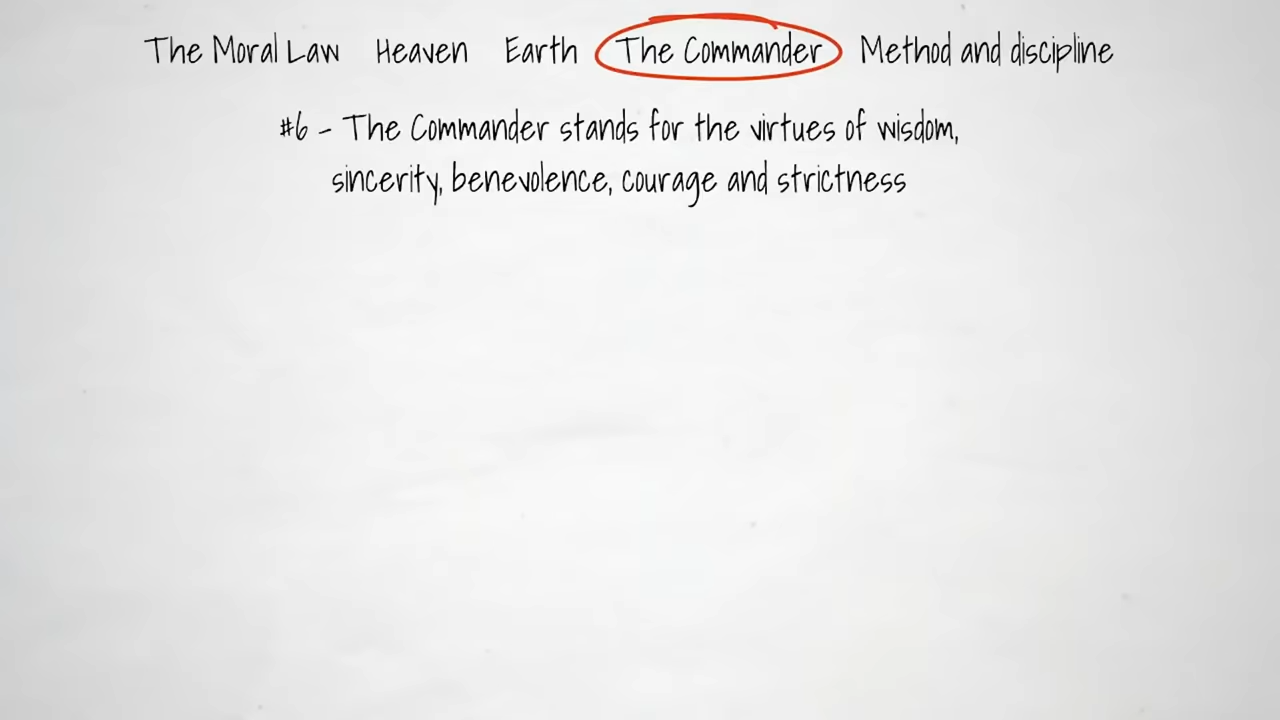 The Moral Law Heaven Earth The Commander Method and discipline
#6 - The Commander stands for the virtues of wisdom,
sincerity, benevolence, courage and strictness